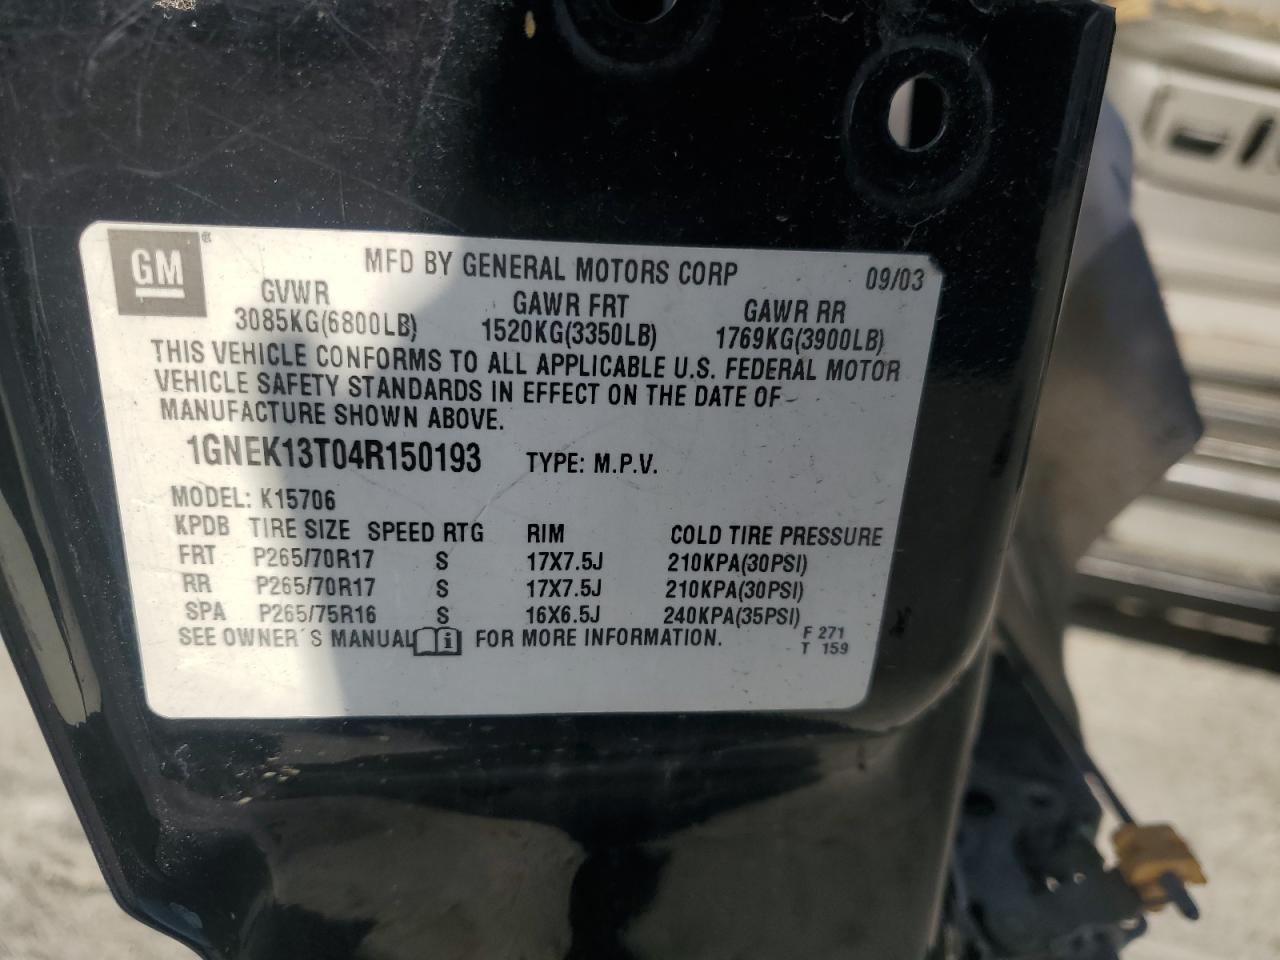 GM ®
MFD BY GENERAL MOTORS CORP 09/03
GVWR GAWR FRT GAWR RR
3085KG(6800LB) 1520KG(3350LB) 1769KG(3900LB)
THIS VEHICLE CONFORMS TO ALL APPLICABLE U.S. FEDERAL MOTOR
VEHICLE SAFETY STANDARDS IN EFFECT ON THE DATE OF
MANUFACTURE SHOWN ABOVE.
1GNEK13T04R150193 TYPE: M.P.V.
MODEL: K15706
KPDB TIRE SIZE SPEED RTG RIM COLD TIRE PRESSURE
FRT P265/70R17 S 17X7.5J 210KPA(30PSI)
RR P265/70R17 S 17X7.5J 210KPA(30PSI)
SPA P265/75R16 S 16X6.5J 240KPA(35PSI)
SEE OWNER´S MANUAL i FOR MORE INFORMATION.
F 271
T 159